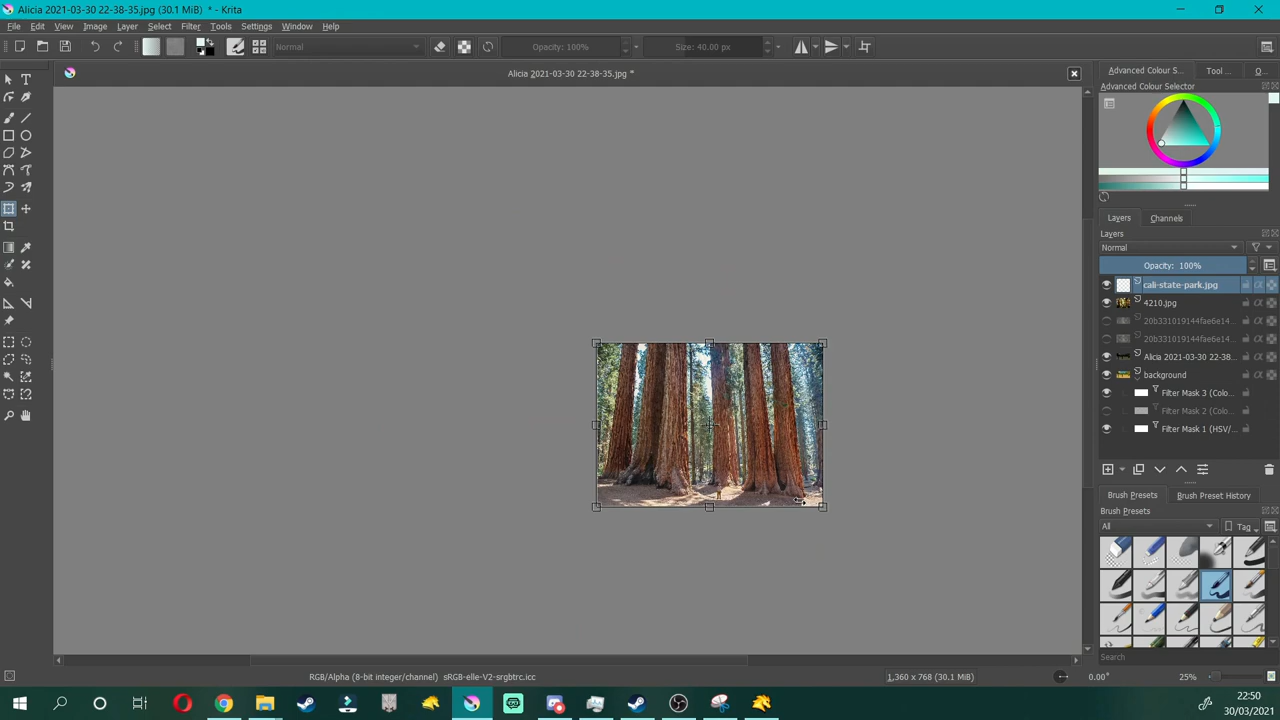 Alicia 2021-03-30 22-38-35.jpg (30.1 MiB) * - Krita
File Edit View Image Layer Select Filter Tools Settings Window Help
Normal
Opacity: 100%
Size: 40.00 px
Alicia 2021-03-30 22-38-35.jpg *
Advanced Colour S...
Tool ...
O...
Advanced Colour Selector
Layers
Channels
Layers
Normal
Opacity: 100%
cali-state-park.jpg
4210.jpg
20b331019144fae6e14...
20b331019144fae6e14...
Alicia 2021-03-30 22-38...
background
Filter Mask 3 (Colo...
Filter Mask 2 (Colo...
Filter Mask 1 (HSV/...
Brush Presets
Brush Preset History
Brush Presets
All
Tag
Search
RGB/Alpha (8-bit integer/channel) sRGB-elle-V2-srgbtrc.icc
1,360 x 768 (30.1 MiB)
0.00°
25%
22:50
30/03/2021